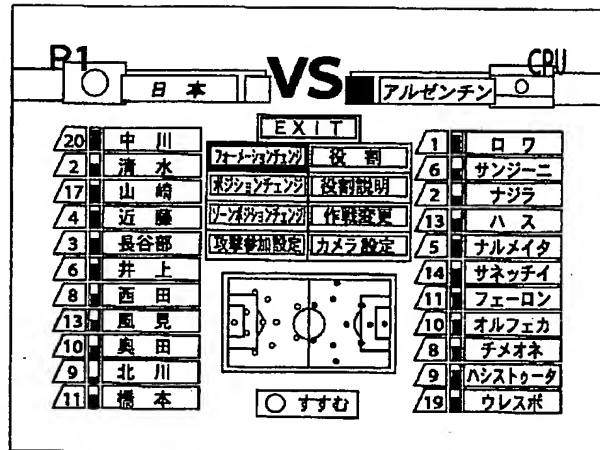 P1 VS CPU
日本 アルゼンチン
EXIT
フォーメーションチェンジ 役割
ポジションチェンジ 役割説明
ゾーンポジションチェンジ 作戦変更
攻撃参加設定 カメラ設定
20 中川
2 清水
17 山崎
4 近藤
3 長谷部
6 井上
8 西田
13 風見
10 奥田
9 北川
11 橋本
1 ロワ
6 サンジーニ
2 ナジラ
13 ハス
5 ナルメイタ
14 サネッチイ
11 フェーロン
10 オルフェカ
8 チメオネ
9 ハシストゥータ
19 ウレスポ
すすむ